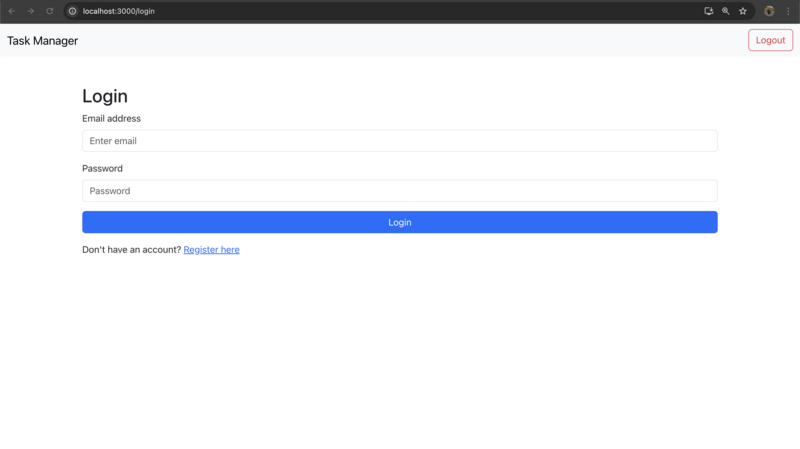 localhost:3000/login
Task Manager
Logout
Login
Email address
Enter email
Password
Password
Login
Don't have an account? Register here